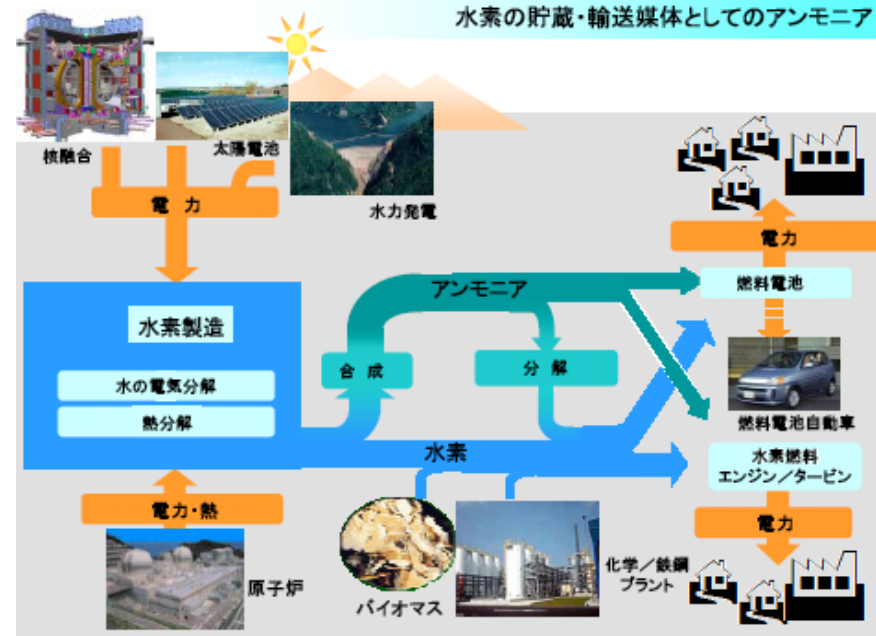 水素の貯蔵・輸送媒体としてのアンモニア
核融合
太陽電池
水力発電
電 力
水素製造
水の電気分解
熱分解
電力・熱
原子炉
アンモニア
合 成
分 解
水素
バイオマス
化学／鉄鋼
プラント
電力
燃料電池
燃料電池自動車
水素燃料
エンジン／タービン
電力